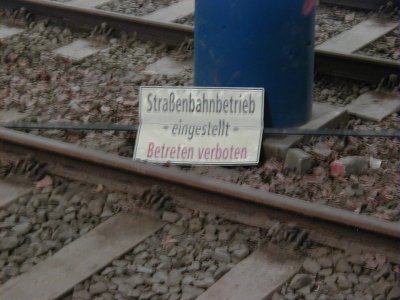 Straßenbahnbetrieb
- eingestellt -
Betreten verboten